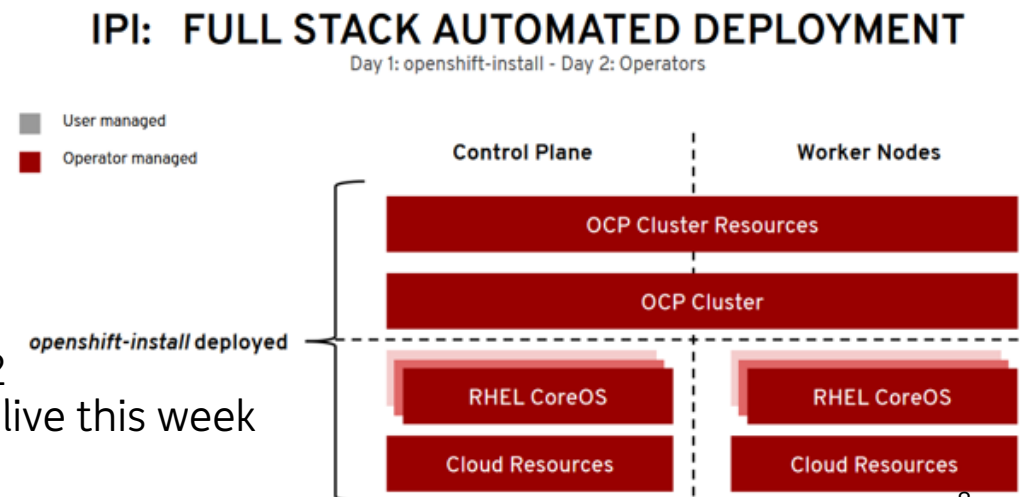 IPI: FULL STACK AUTOMATED DEPLOYMENT
Day 1: openshift-install - Day 2: Operators
User managed
Operator managed
Control Plane
Worker Nodes
OCP Cluster Resources
OCP Cluster
openshift-install deployed
live this week
RHEL CoreOS
RHEL CoreOS
Cloud Resources
Cloud Resources